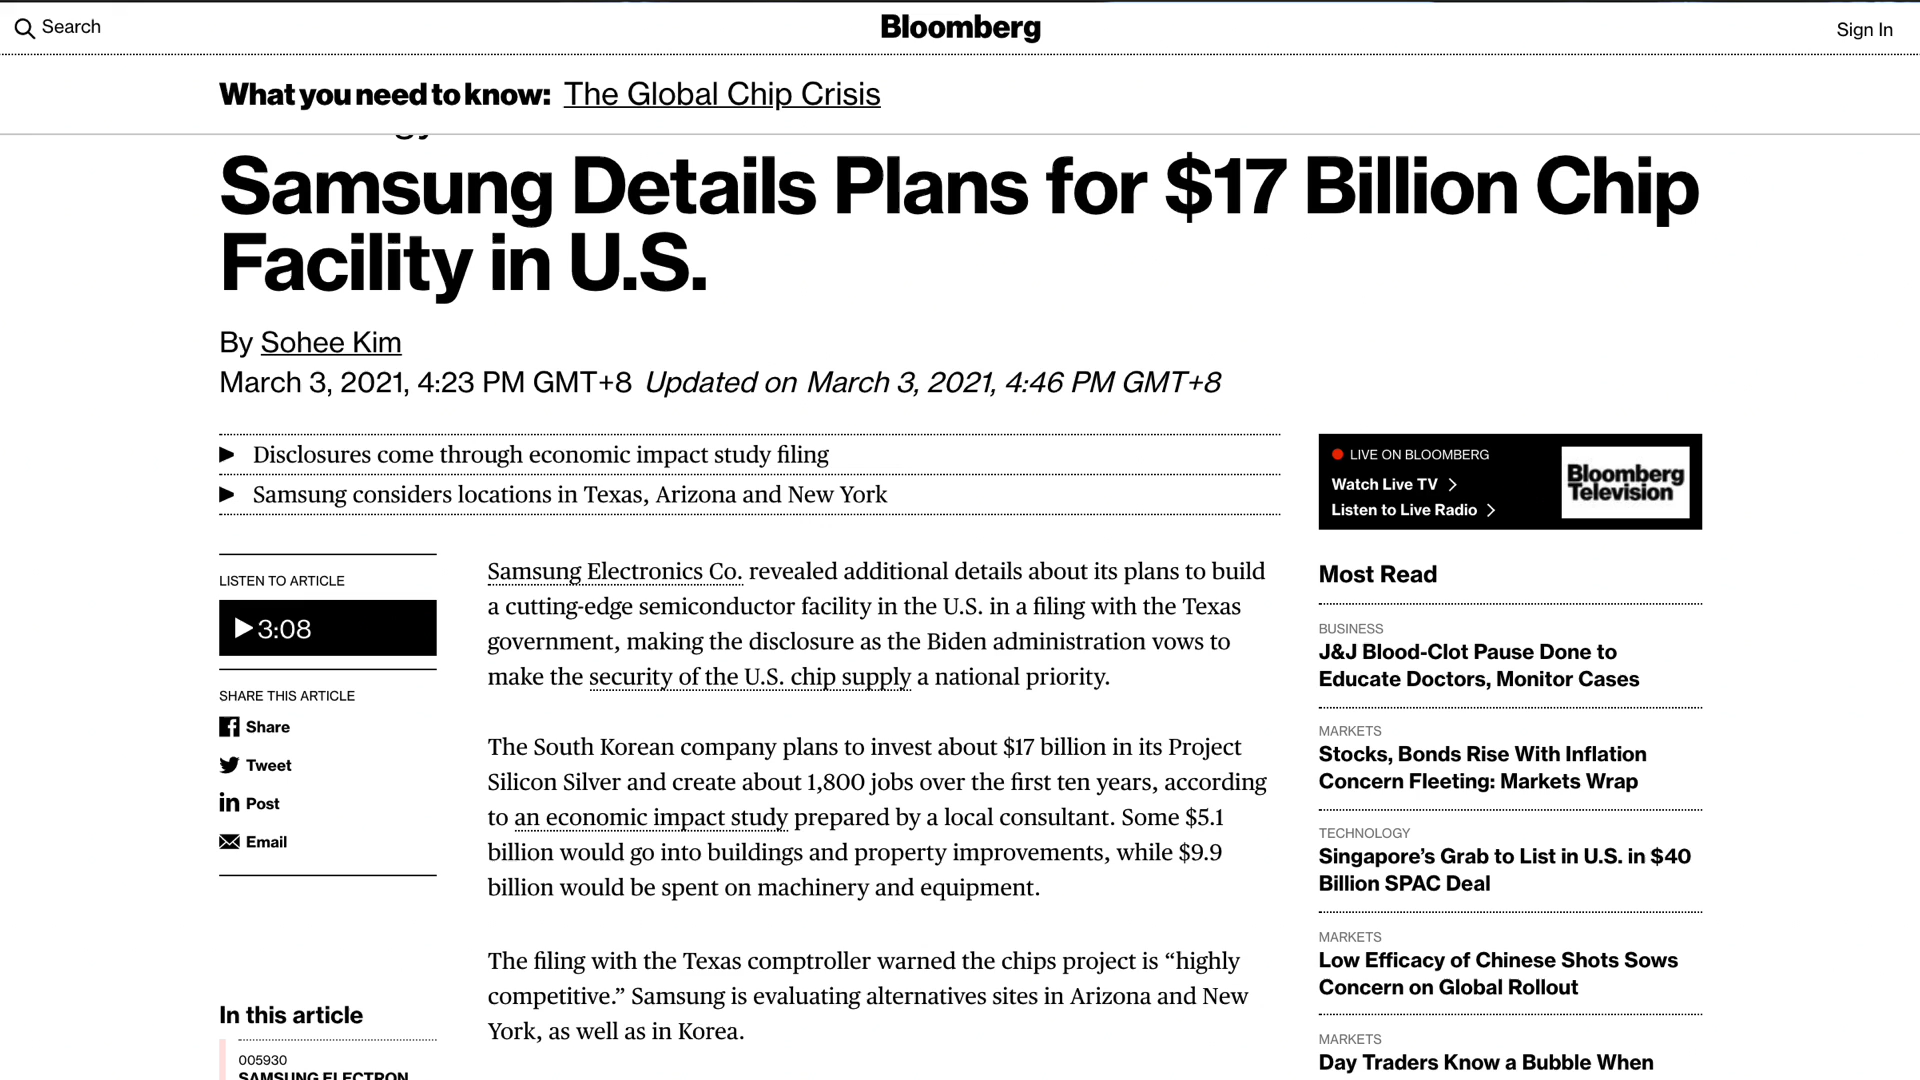 Search
Bloomberg
Sign In
What you need to know: The Global Chip Crisis
Samsung Details Plans for $17 Billion Chip
Facility in U.S.
By Sohee Kim
March 3, 2021, 4:23 PM GMT+8 Updated on March 3, 2021, 4:46 PM GMT+8
Disclosures come through economic impact study filing
Samsung considers locations in Texas, Arizona and New York
LISTEN TO ARTICLE
3:08
SHARE THIS ARTICLE
Share
Tweet
Post
Email
In this article
005930
SAMSUNG ELECTRON
Samsung Electronics Co. revealed additional details about its plans to build
a cutting-edge semiconductor facility in the U.S. in a filing with the Texas
government, making the disclosure as the Biden administration vows to
make the security of the U.S. chip supply a national priority.
The South Korean company plans to invest about $17 billion in its Project
Silicon Silver and create about 1,800 jobs over the first ten years, according
to an economic impact study prepared by a local consultant. Some $5.1
billion would go into buildings and property improvements, while $9.9
billion would be spent on machinery and equipment.
The filing with the Texas comptroller warned the chips project is “highly
competitive.” Samsung is evaluating alternatives sites in Arizona and New
York, as well as in Korea.
LIVE ON BLOOMBERG
Watch Live TV
Listen to Live Radio
Bloomberg
Television
Most Read
BUSINESS
J&J Blood-Clot Pause Done to
Educate Doctors, Monitor Cases
MARKETS
Stocks, Bonds Rise With Inflation
Concern Fleeting: Markets Wrap
TECHNOLOGY
Singapore’s Grab to List in U.S. in $40
Billion SPAC Deal
MARKETS
Low Efficacy of Chinese Shots Sows
Concern on Global Rollout
MARKETS
Day Traders Know a Bubble When